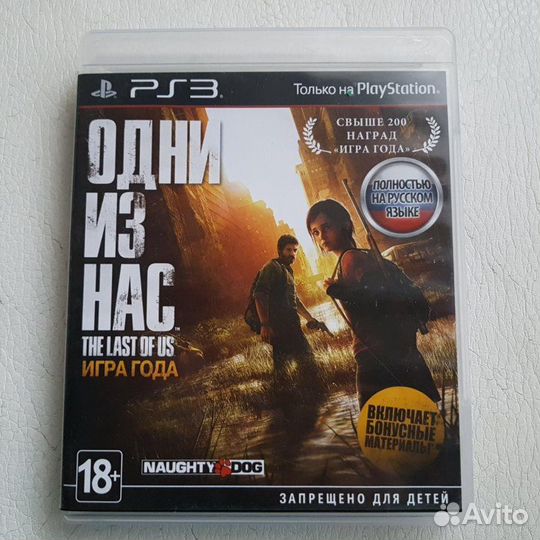 PS3
Только на PlayStation
ОДНИ
ИЗ
НАС
THE LAST OF US
ИГРА ГОДА
СВЫШЕ 200
НАГРАД
«ИГРА ГОДА»
ПОЛНОСТЬЮ
НА РУССКОМ
ЯЗЫКЕ
ВКЛЮЧАЕТ
БОНУСНЫЕ
МАТЕРИАЛЫ*
18+
NAUGHTY DOG
ЗАПРЕЩЕНО ДЛЯ ДЕТЕЙ
Avito